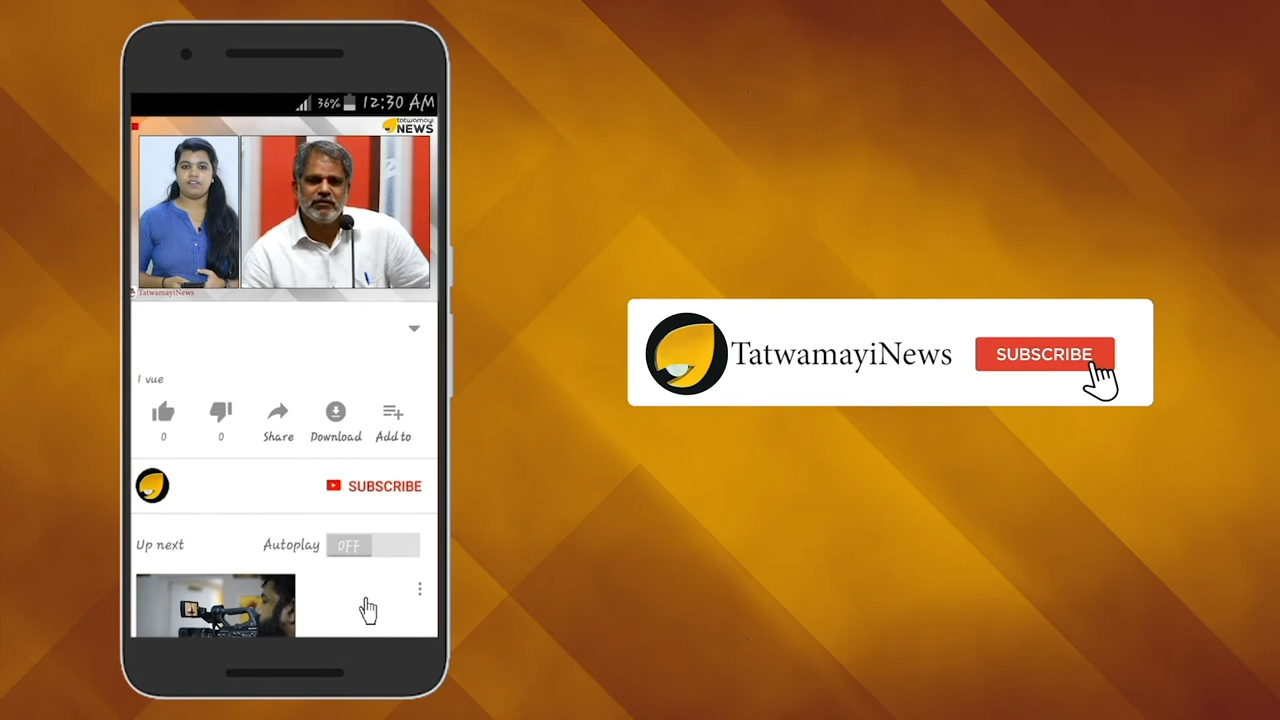 36% 12:30 AM
tatwamayi
NEWS
TatwamayiNews
1 vue
0 0 Share Download Add to
SUBSCRIBE
Up next Autoplay OFF
TatwamayiNews SUBSCRIBE